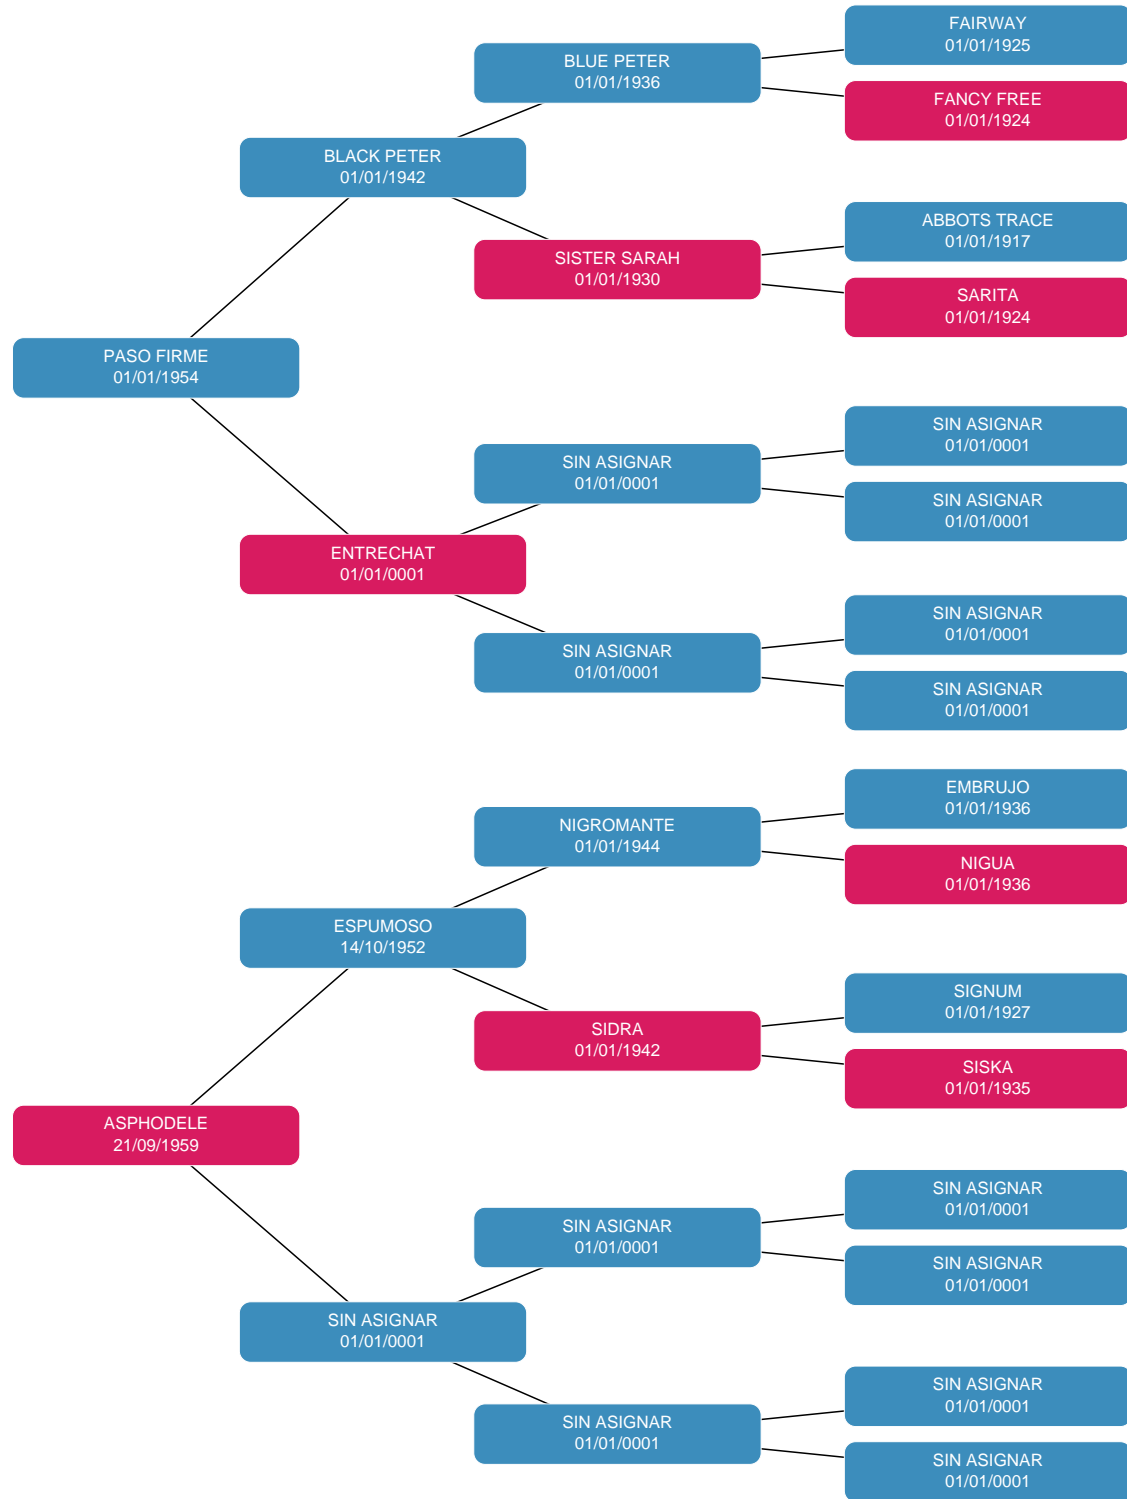 FAIRWAY
01/01/1925
BLUE PETER
01/01/1936
FANCY FREE
01/01/1924
BLACK PETER
01/01/1942
ABBOTS TRACE
01/01/1917
SISTER SARAH
01/01/1930
SARITA
01/01/1924
PASO FIRME
01/01/1954
SIN ASIGNAR
01/01/0001
SIN ASIGNAR
01/01/0001
SIN ASIGNAR
01/01/0001
ENTRECHAT
01/01/0001
SIN ASIGNAR
01/01/0001
SIN ASIGNAR
01/01/0001
SIN ASIGNAR
01/01/0001
EMBRUJO
01/01/1936
NIGROMANTE
01/01/1944
NIGUA
01/01/1936
ESPUMOSO
14/10/1952
SIGNUM
01/01/1927
SIDRA
01/01/1942
SISKA
01/01/1935
ASPHODELE
21/09/1959
SIN ASIGNAR
01/01/0001
SIN ASIGNAR
01/01/0001
SIN ASIGNAR
01/01/0001
SIN ASIGNAR
01/01/0001
SIN ASIGNAR
01/01/0001
SIN ASIGNAR
01/01/0001
SIN ASIGNAR
01/01/0001